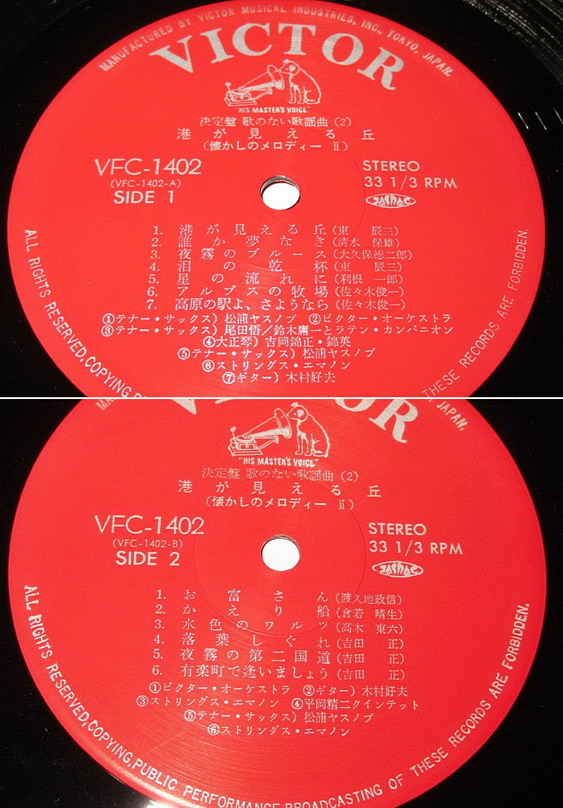 MANUFACTURED BY VICTOR MUSICAL INDUSTRIES, INC. TOKYO, JAPAN.
VICTOR
"HIS MASTER'S VOICE"
決定盤 歌のない歌謡曲 (2)
港が見える丘
(懐かしのメロディー Ⅱ)
VFC-1402
(VFC-1402-A)
SIDE 1
STEREO
33 1/3 RPM
JASRAC
1. 港が見える丘 (東 辰三)
2. 誰か夢なき (清水 保雄)
3. 夜霧のブルース (大久保徳二郎)
4. 泪の乾杯 (東 辰三)
5. 星の流れに (利根 一郎)
6. アルプスの牧場 (佐々木俊一)
7. 高原の駅よ、さようなら (佐々木俊一)
①テナー・サックス) 松浦ヤスノブ ②ビクター・オーケストラ
③テナー・サックス) 尾田悟/鈴木庸一とラテン・カンパニオン
④大正琴) 吉岡錦正・錦英
⑤テナー・サックス) 松浦ヤスノブ
⑥ストリングス・エマノン
⑦ギター) 木村好夫
ALL RIGHTS RESERVED, COPYING, P
THESE RECORDS ARE FORBIDDEN.
VICTOR
JAPAN.
"HIS MASTER'S VOICE"
決定盤 歌のない歌謡曲 (2)
港が見える丘
(懐かしのメロディー Ⅱ)
VFC-1402
(VFC-1402-B)
SIDE 2
STEREO
33 1/3 RPM
JASRAC
1. お富さん (渡久地政信)
2. かえり船 (倉若 晴生)
3. 水色のワルツ (高木 東六)
4. 落葉しぐれ (吉田 正)
5. 夜霧の第二国道 (吉田 正)
6. 有楽町で逢いましょう (吉田 正)
①ビクター・オーケストラ ②ギター) 木村好夫
③ストリングス・エマノン ④平岡精二クインテット
⑤テナー・サックス) 松浦ヤスノブ
⑥ストリングス・エマノン
ALL RIGHTS RESERVED, COPYING, PUBLIC PERFORMANCE, BROADCASTING OF THESE RECORDS ARE FORBIDDEN.